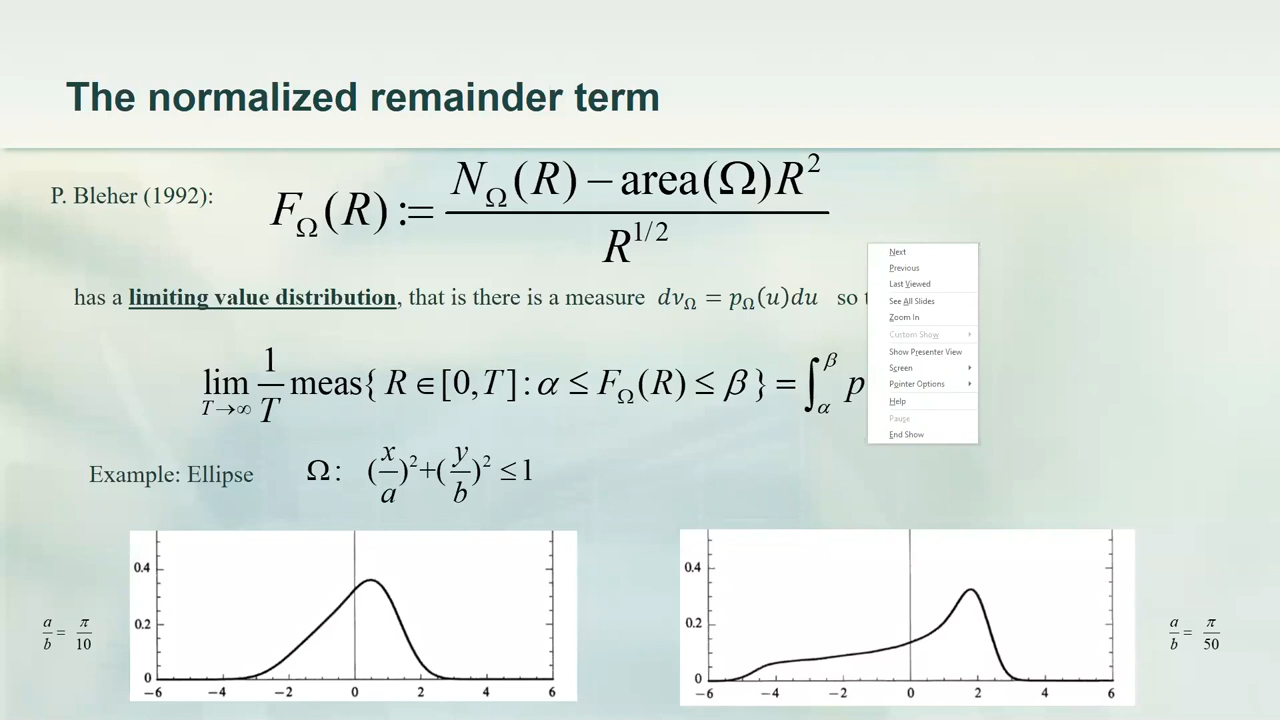 The normalized remainder term
P. Bleher (1992): F_Ω(R) := (N_Ω(R) − area(Ω)R²) / R^{1/2}
has a limiting value distribution, that is there is a measure dν_Ω = p_Ω(u)du so
lim_{T→∞} 1/T meas{ R ∈ [0,T] : α ≤ F_Ω(R) ≤ β } = ∫_α^β p
Example: Ellipse Ω : (x/a)²+(y/b)² ≤ 1
Next
Previous
Last Viewed
See All Slides
Zoom In
Custom Show
Show Presenter View
Screen
Pointer Options
Help
Pause
End Show
a/b = π/10
0.4
0.2
0
−6 −4 −2 0 2 4 6
0.4
0.2
0
−6 −4 −2 0 2 4 6
a/b = π/50